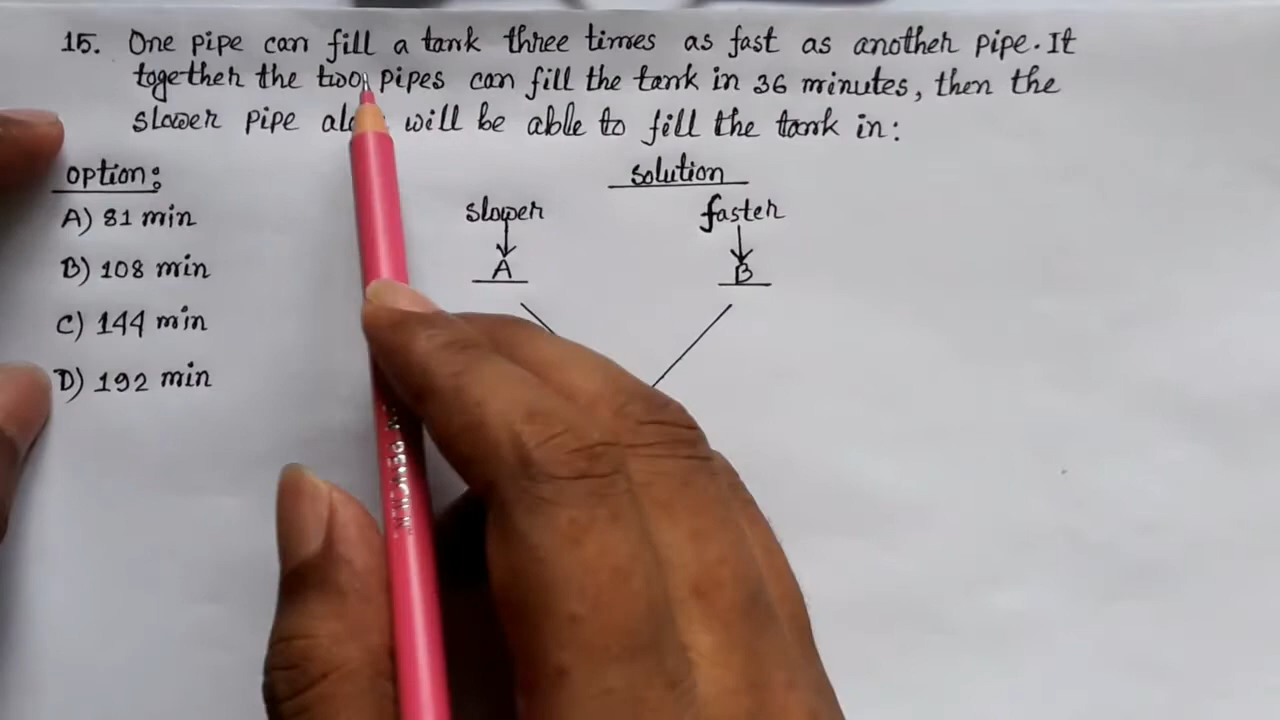 15. One pipe can fill a tank three times as fast as another pipe. It
together the two pipes can fill the tank in 36 minutes, then the
slower pipe will be able to fill the tank in:
option:
solution
A) 81 min
slower
faster
B) 108 min
A
B
C) 144 min
D) 192 min
PENCIL